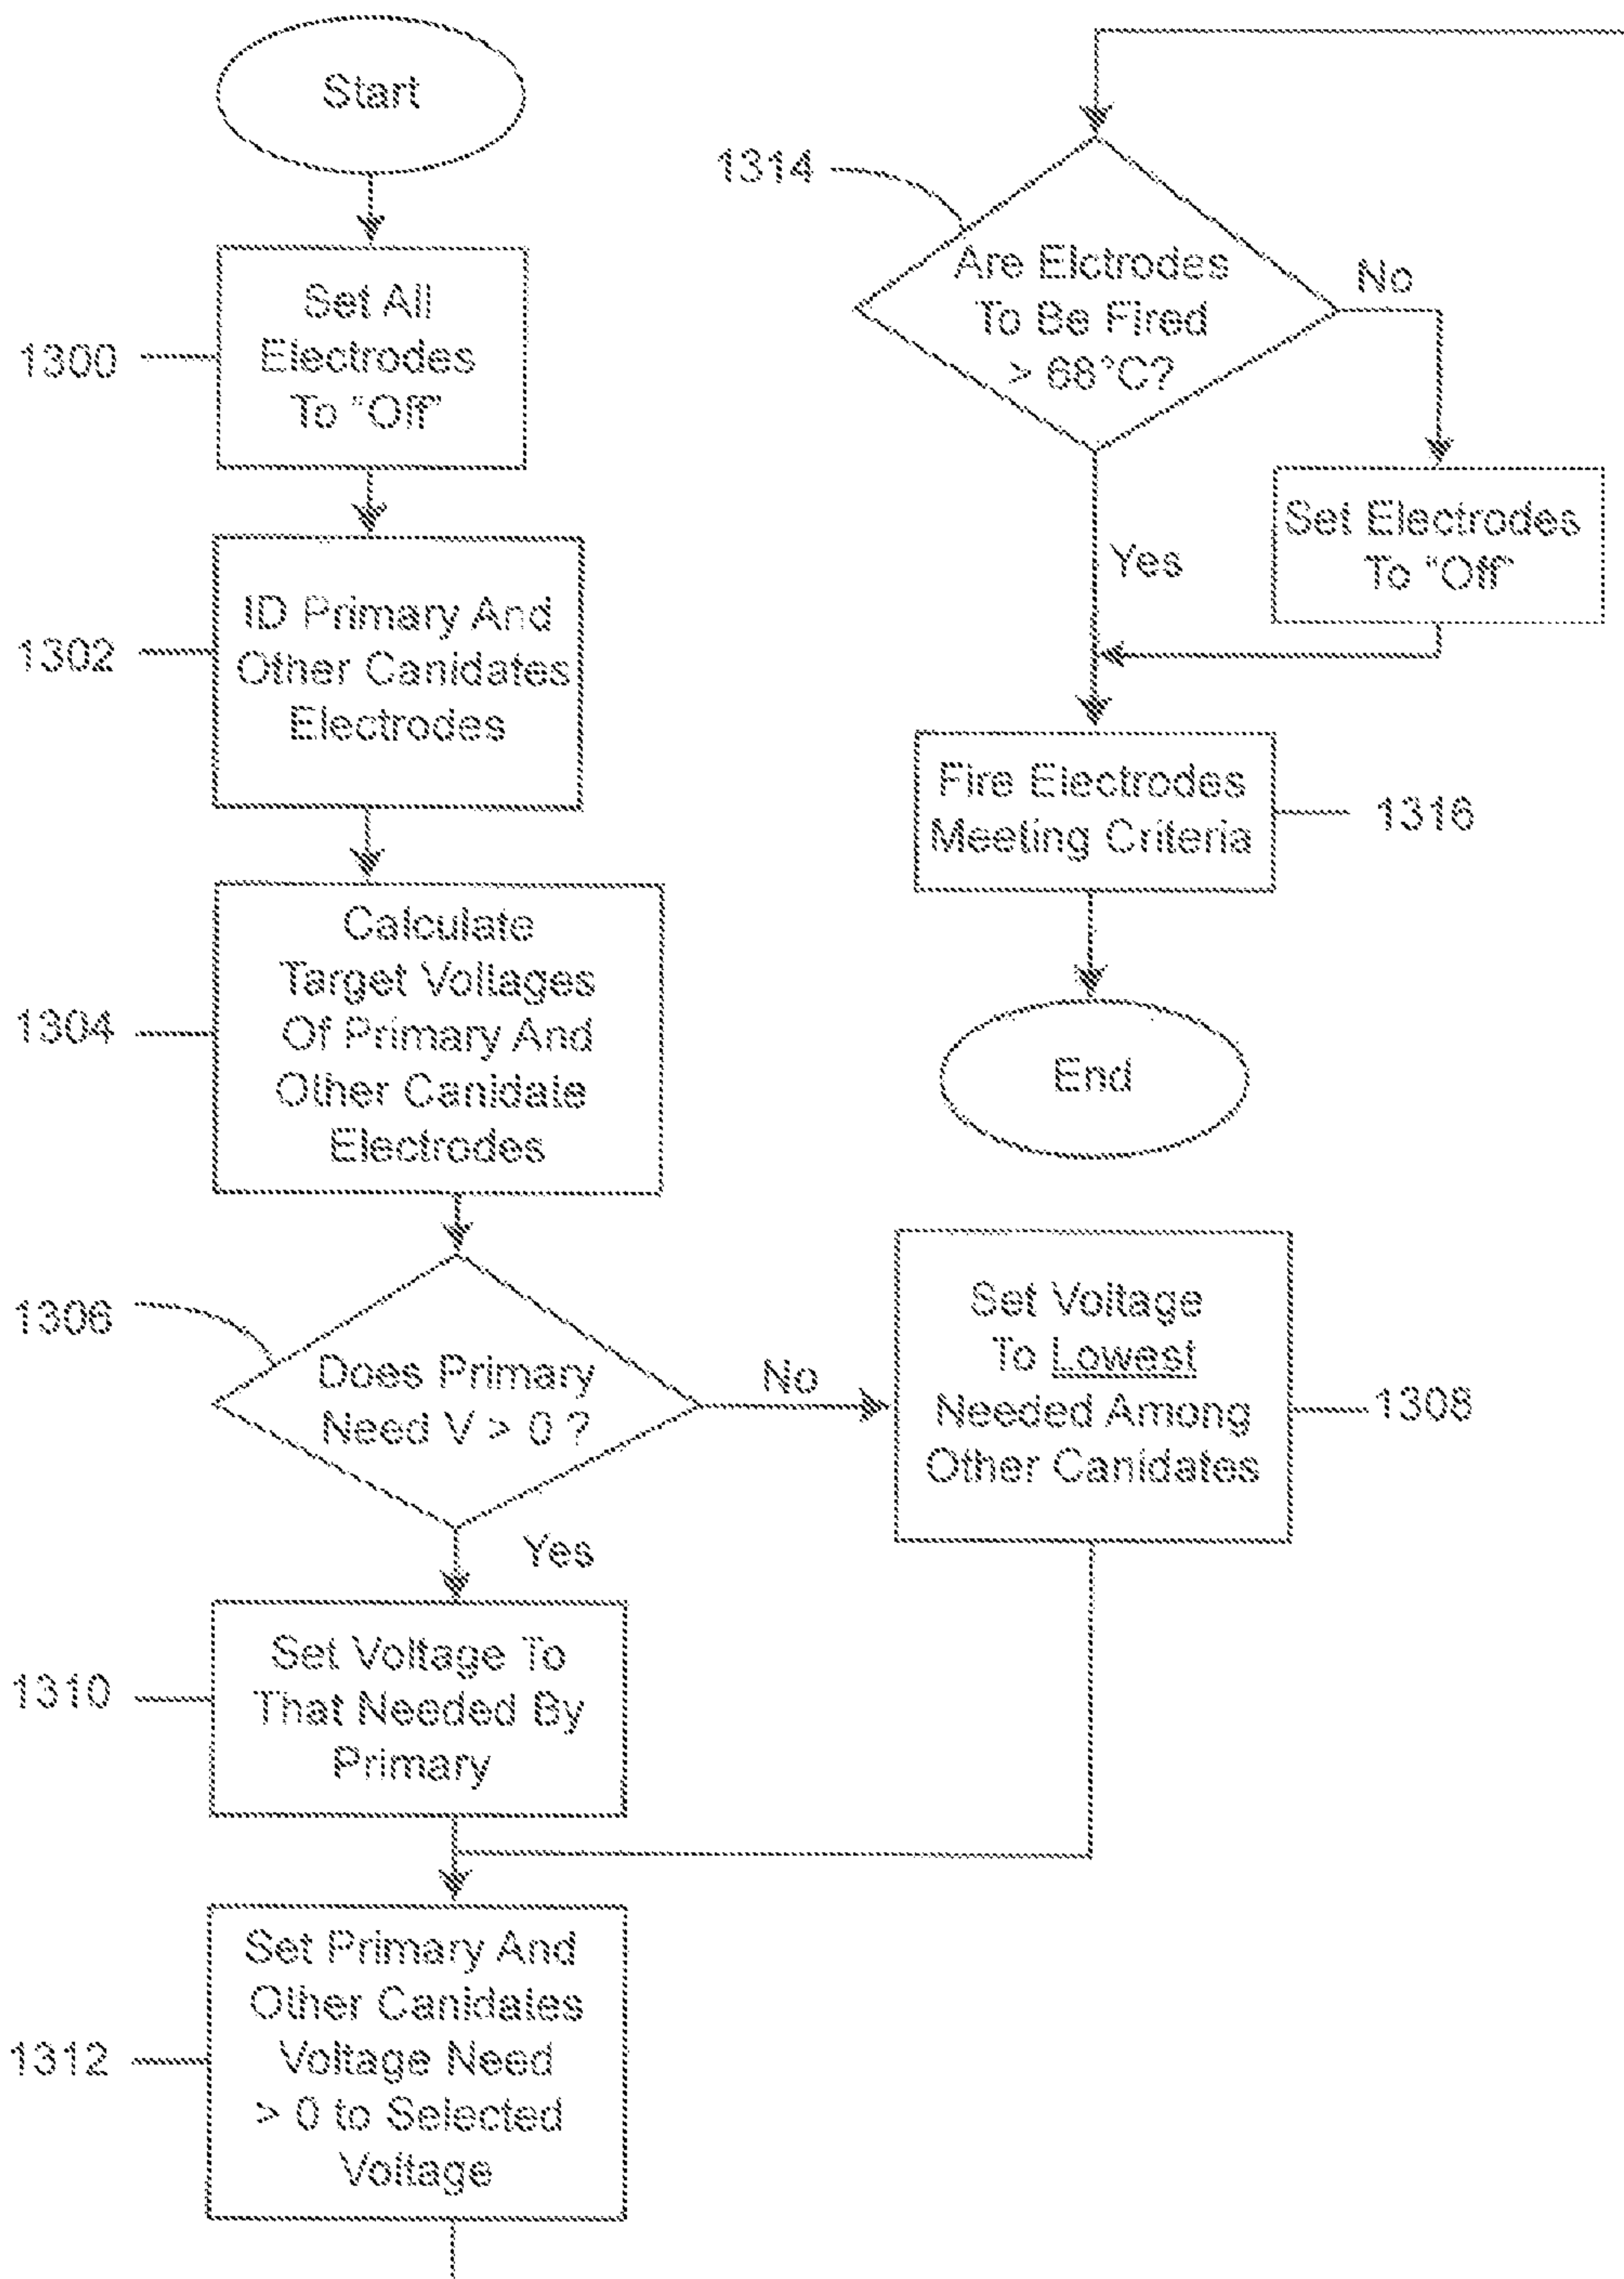 Start
1300
Set All
Electrodes
To "Off"
1302
ID Primary And
Other Canidates
Electrodes
1304
Calculate
Target Voltages
Of Primary And
Other Canidate
Electrodes
1306
Does Primary
Need V > 0 ?
No
Yes
Set Voltage
To Lowest
Needed Among
Other Canidates
1308
1310
Set Voltage To
That Needed By
Primary
1312
Set Primary And
Other Canidates
Voltage Need
> 0 to Selected
Voltage
1314
Are Elctrodes
To Be Fired
> 68°C?
No
Yes
Set Electrodes
To "Off"
Fire Electrodes
Meeting Criteria
1316
End